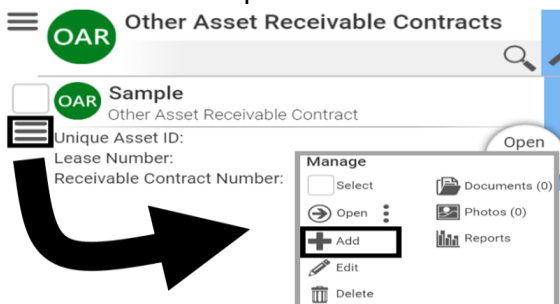 OAR Other Asset Receivable Contracts
OAR Sample
Other Asset Receivable Contract
Unique Asset ID:
Open
Lease Number:
Receivable Contract Number:
Manage
Select
Documents (0)
Open
Photos (0)
Add
Reports
Edit
Delete